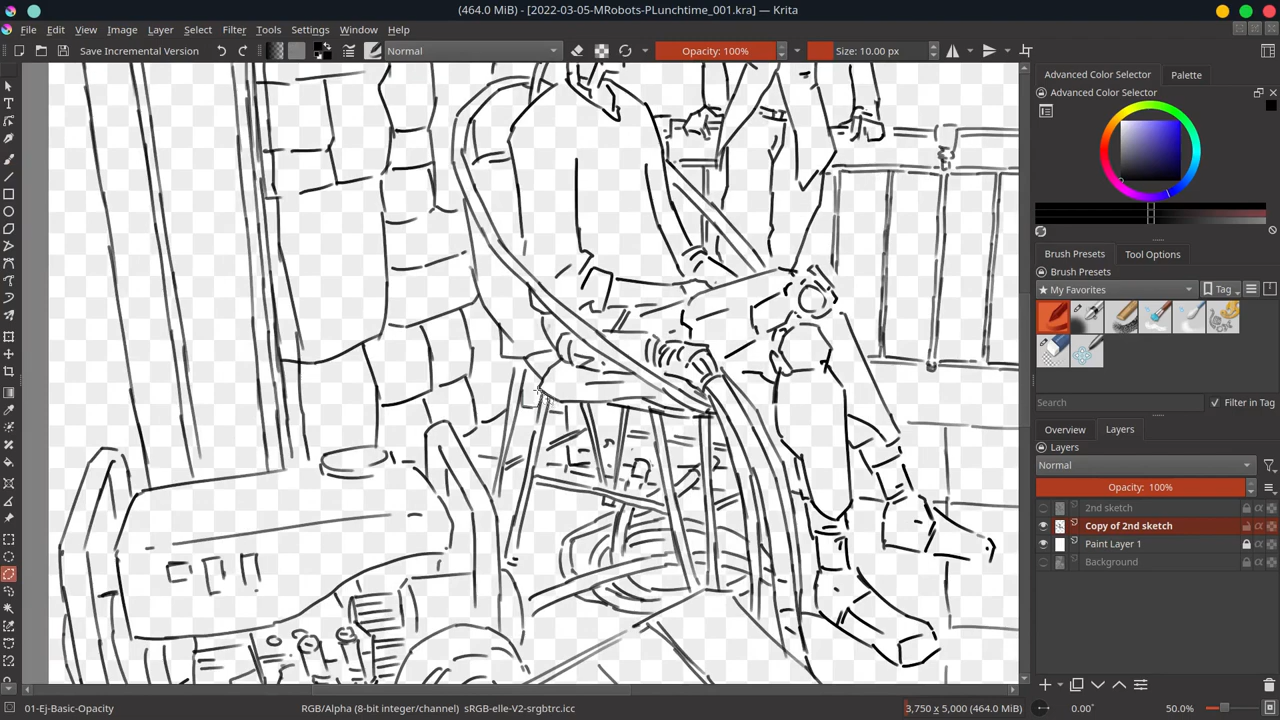 (464.0 MiB) • [2022-03-05-MRobots-PLunchtime_001.kra] — Krita
File Edit View Image Layer Select Filter Tools Settings Window Help
Save Incremental Version Normal Opacity: 100% Size: 10.00 px
Advanced Color Selector Palette
Advanced Color Selector
Brush Presets Tool Options
Brush Presets
★ My Favorites Tag
Search Filter in Tag
Overview Layers
Layers
Normal
Opacity: 100%
2nd sketch
Copy of 2nd sketch
Paint Layer 1
Background
01-Ej-Basic-Opacity RGB/Alpha (8-bit integer/channel) sRGB-elle-V2-srgbtrc.icc 3,750 x 5,000 (464.0 MiB) 0.00° 50.0%